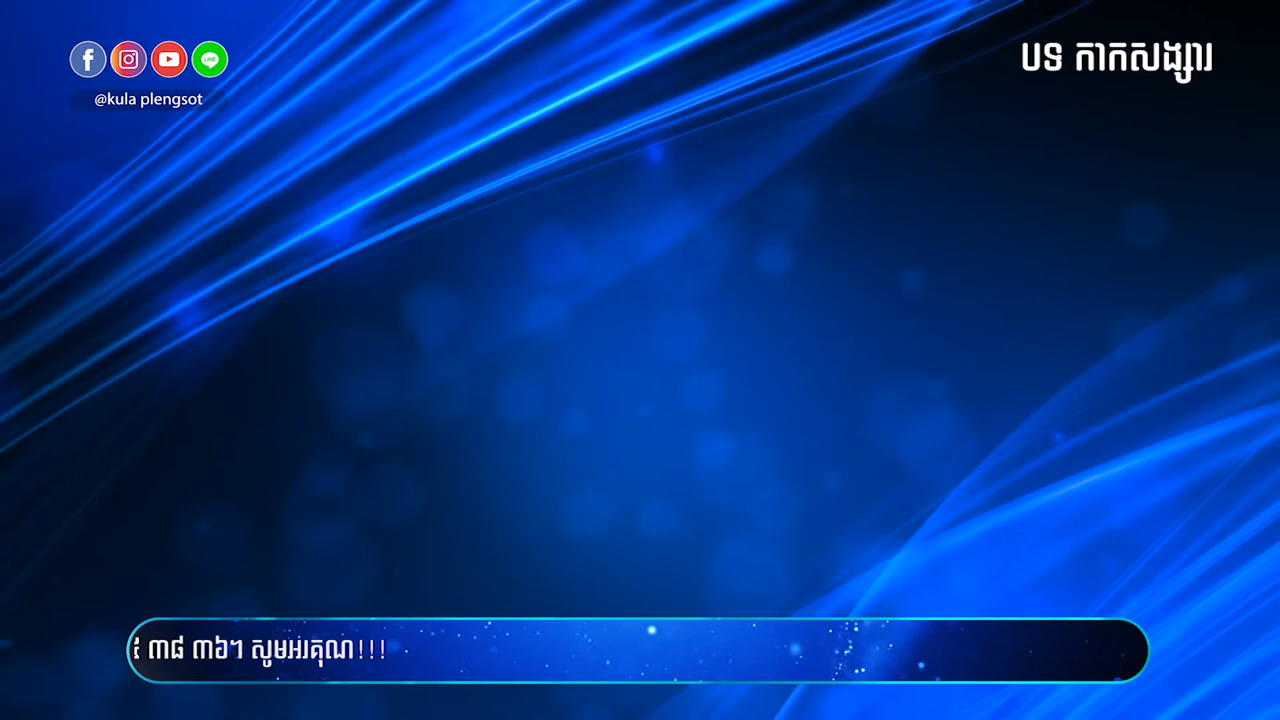 @kula plengsot
បទ កាកសង្សារ
៣៨ ៣៦។ សូមអរគុណ!!!